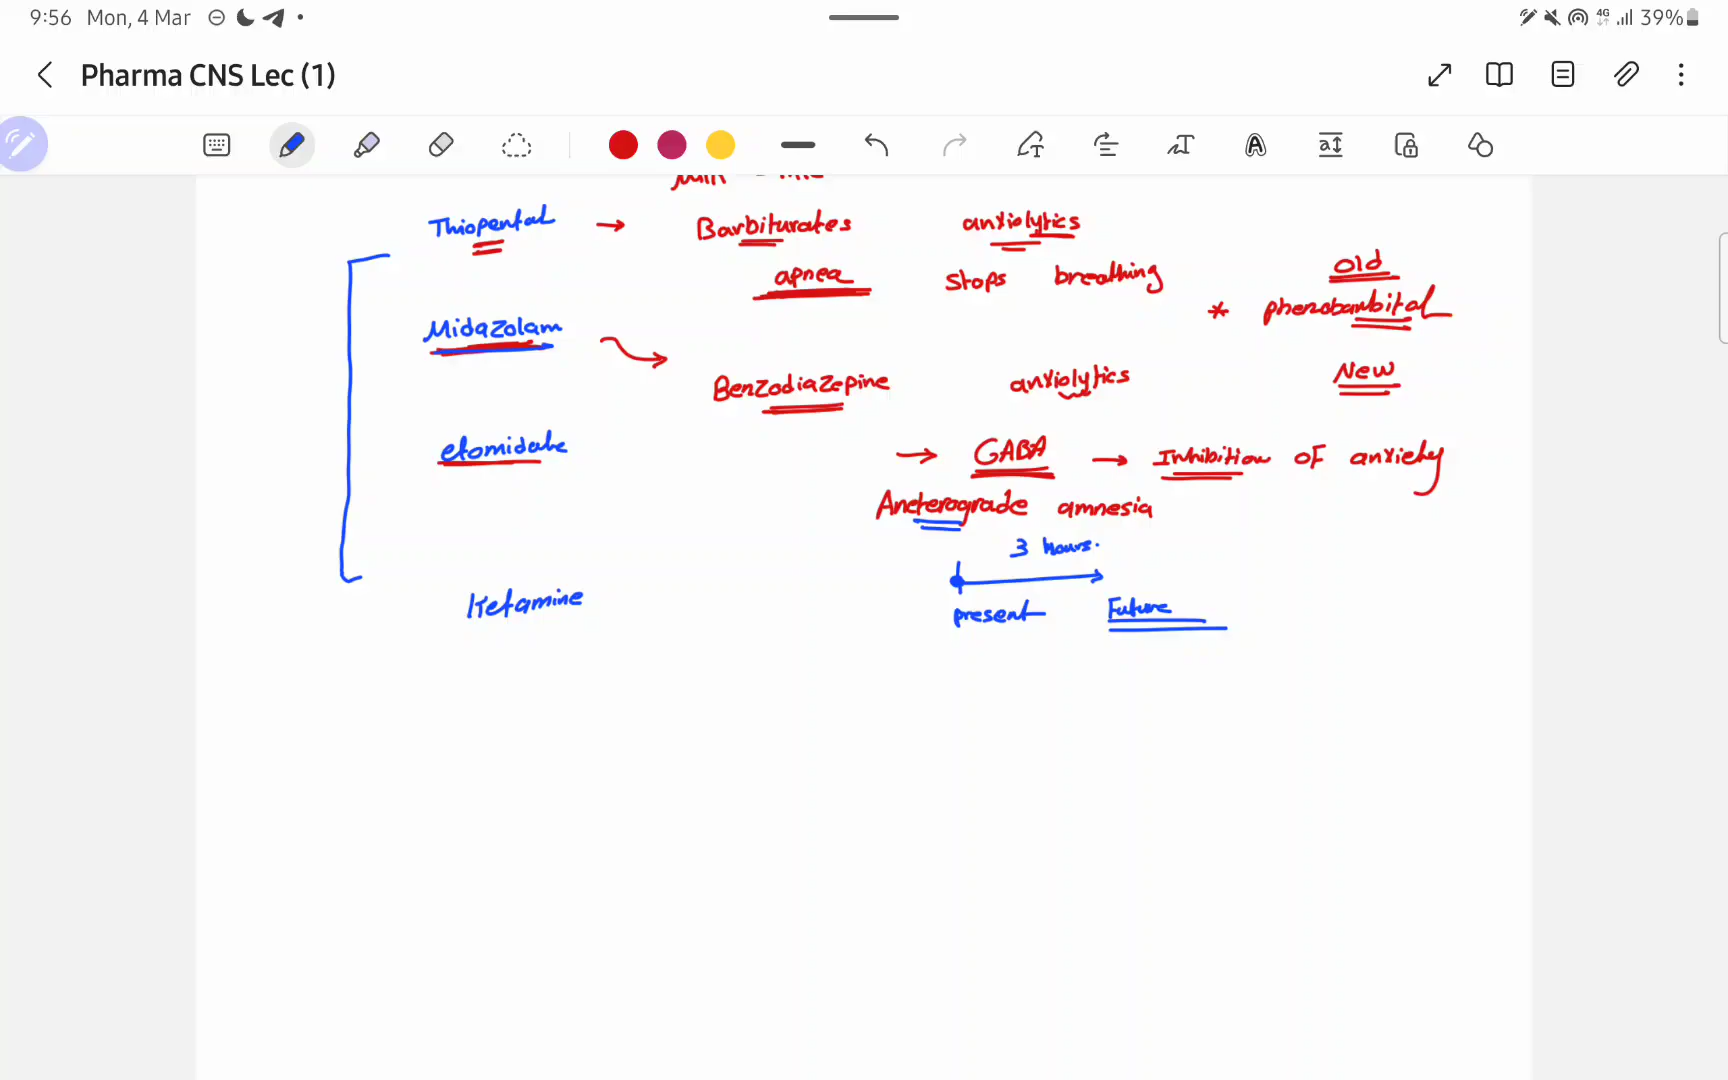 9:56 Mon, 4 Mar
4G 39%
Pharma CNS Lec (1)
Thiopental → Barbiturates anxiolytics
apnea stops breathing
old
* phenobarbital
Midazolam
Benzodiazepine anxiolytics
New
etomidate
→ GABA → Inhibition of anxiety
Anterograde amnesia
3 hours.
Ketamine
present Future